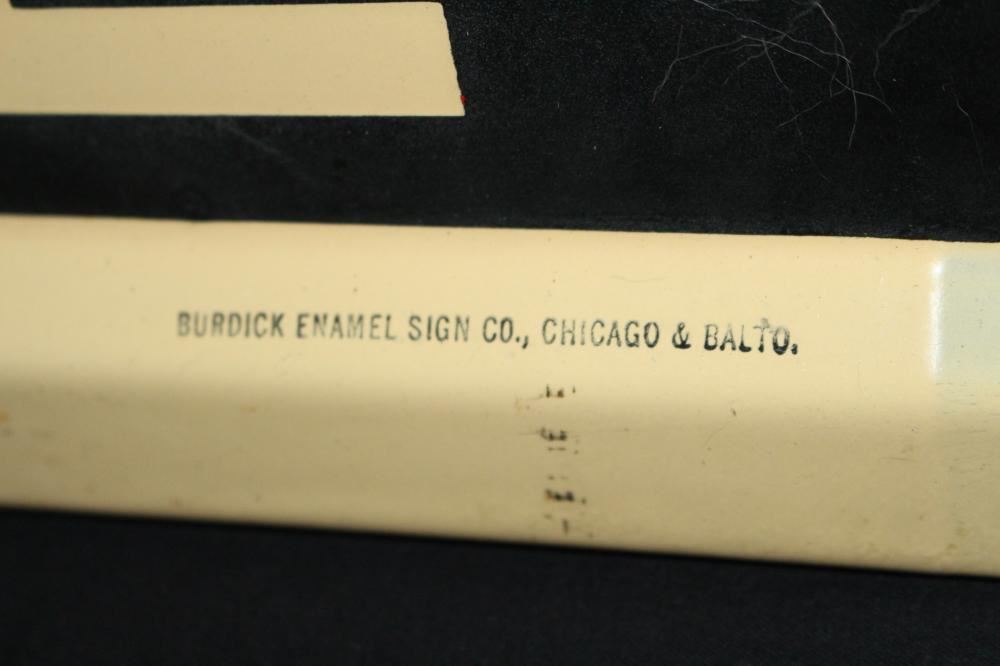 BURDICK ENAMEL SIGN CO., CHICAGO & BALTO.